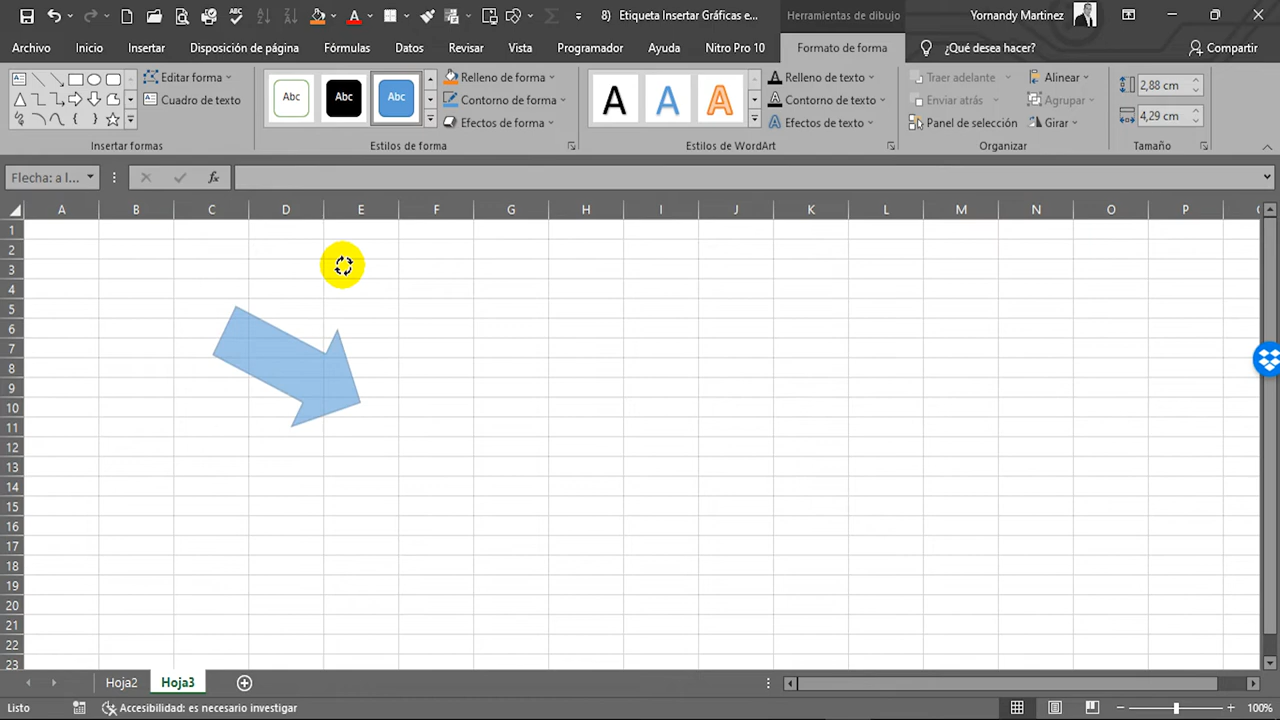 8) Etiqueta Insertar Gráficas e...
Herramientas de dibujo
Yornandy Martinez
Archivo
Inicio
Insertar
Disposición de página
Fórmulas
Datos
Revisar
Vista
Programador
Ayuda
Nitro Pro 10
Formato de forma
¿Qué desea hacer?
Compartir
Editar forma
Cuadro de texto
Insertar formas
Abc
Abc
Abc
Relleno de forma
Contorno de forma
Efectos de forma
Estilos de forma
A
A
A
Relleno de texto
Contorno de texto
Efectos de texto
Estilos de WordArt
Traer adelante
Enviar atrás
Panel de selección
Alinear
Agrupar
Girar
Organizar
2,88 cm
4,29 cm
Tamaño
Flecha: a l...
fx
A B C D E F G H I J K L M N O P
1
2
3
4
5
6
7
8
9
10
11
12
13
14
15
16
17
18
19
20
21
22
23
Hoja2
Hoja3
Listo
Accesibilidad: es necesario investigar
100%